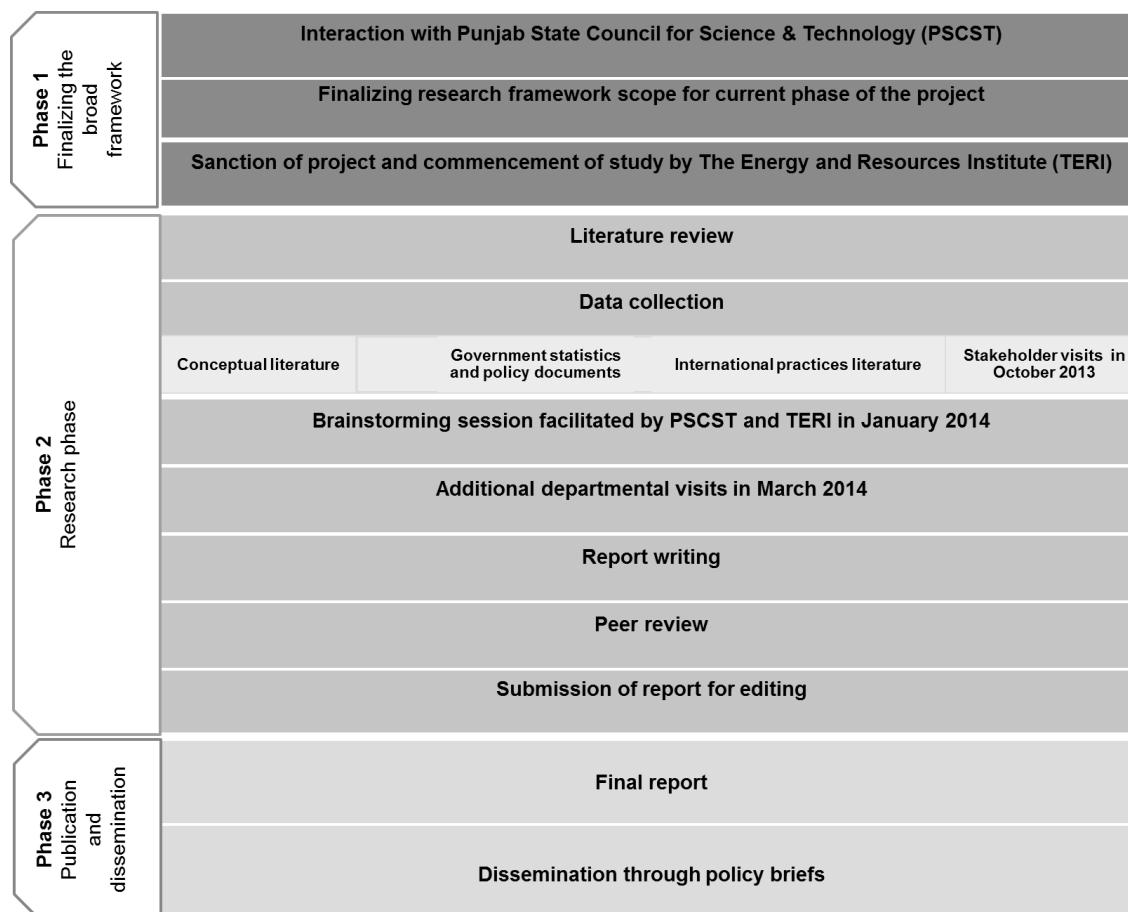 Phase 1
Finalizing the
broad
framework
Interaction with Punjab State Council for Science & Technology (PSCST)
Finalizing research framework scope for current phase of the project
Sanction of project and commencement of study by The Energy and Resources Institute (TERI)
Phase 2
Research phase
Literature review
Data collection
Conceptual literature
Government statistics
and policy documents
International practices literature
Stakeholder visits in
October 2013
Brainstorming session facilitated by PSCST and TERI in January 2014
Additional departmental visits in March 2014
Report writing
Peer review
Submission of report for editing
Phase 3
Publication
and
dissemination
Final report
Dissemination through policy briefs